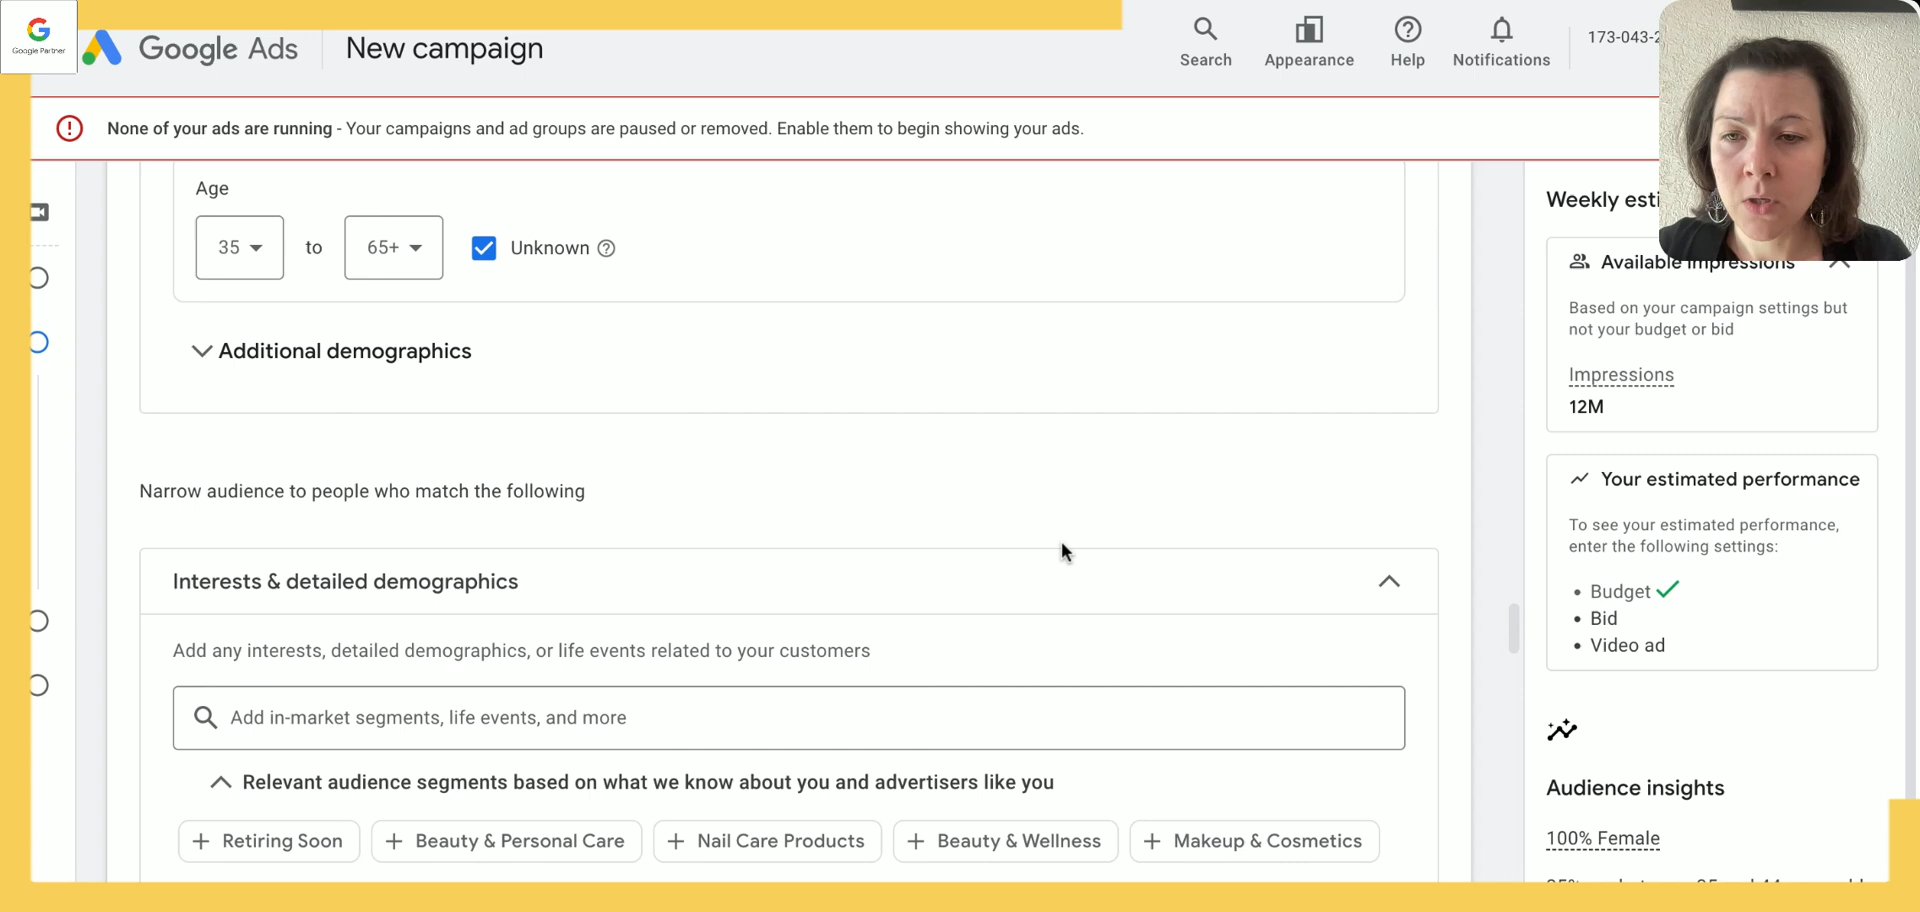 Google Partner
Google Ads
New campaign
Search
Appearance
Help
Notifications
173-043-2
None of your ads are running - Your campaigns and ad groups are paused or removed. Enable them to begin showing your ads.
Age
35 to 65+ Unknown
Additional demographics
Narrow audience to people who match the following
Interests & detailed demographics
Add any interests, detailed demographics, or life events related to your customers
Add in-market segments, life events, and more
Relevant audience segments based on what we know about you and advertisers like you
+ Retiring Soon
+ Beauty & Personal Care
+ Nail Care Products
+ Beauty & Wellness
+ Makeup & Cosmetics
Weekly esti
Available impressions
Based on your campaign settings but
not your budget or bid
Impressions
12M
Your estimated performance
To see your estimated performance,
enter the following settings:
• Budget
• Bid
• Video ad
Audience insights
100% Female